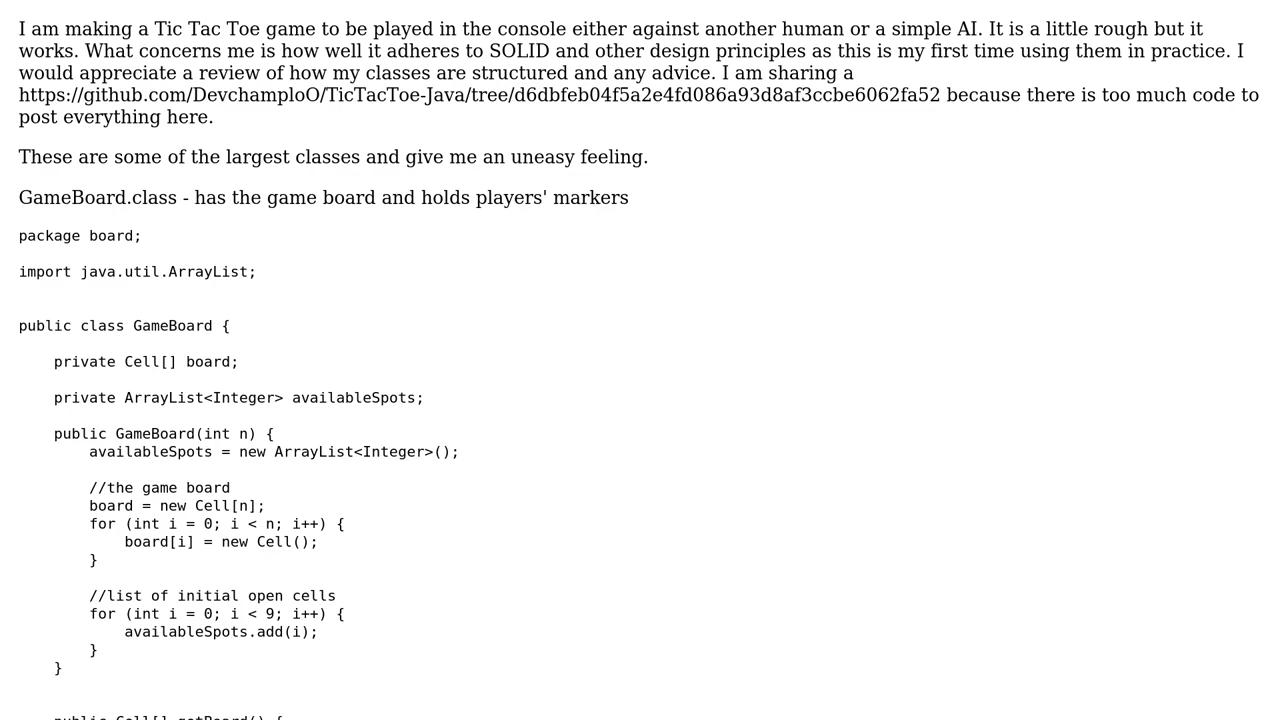 I am making a Tic Tac Toe game to be played in the console either against another human or a simple AI. It is a little rough but it
works. What concerns me is how well it adheres to SOLID and other design principles as this is my first time using them in practice. I
would appreciate a review of how my classes are structured and any advice. I am sharing a
https://github.com/DevchamploO/TicTacToe-Java/tree/d6dbfeb04f5a2e4fd086a93d8af3ccbe6062fa52 because there is too much code to
post everything here.
These are some of the largest classes and give me an uneasy feeling.
GameBoard.class - has the game board and holds players' markers
package board;
import java.util.ArrayList;
public class GameBoard {
private Cell[] board;
private ArrayList<Integer> availableSpots;
public GameBoard(int n) {
availableSpots = new ArrayList<Integer>();
//the game board
board = new Cell[n];
for (int i = 0; i < n; i++) {
board[i] = new Cell();
}
//list of initial open cells
for (int i = 0; i < 9; i++) {
availableSpots.add(i);
}
}
public Cell[] getBoard() {